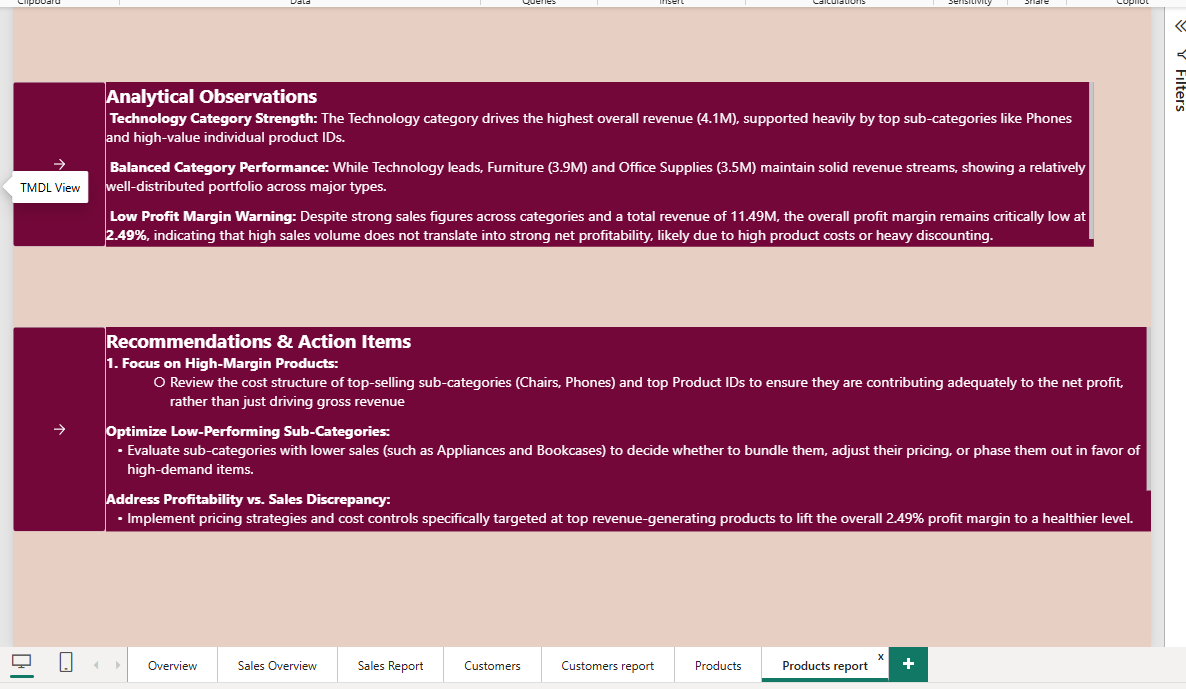 Clipboard Data Queries Insert Calculations Sensitivity Share Copilot
Filters
Analytical Observations
Technology Category Strength: The Technology category drives the highest overall revenue (4.1M), supported heavily by top sub-categories like Phones
and high-value individual product IDs.
Balanced Category Performance: While Technology leads, Furniture (3.9M) and Office Supplies (3.5M) maintain solid revenue streams, showing a relatively
well-distributed portfolio across major types.
TMDL View
Low Profit Margin Warning: Despite strong sales figures across categories and a total revenue of 11.49M, the overall profit margin remains critically low at
2.49%, indicating that high sales volume does not translate into strong net profitability, likely due to high product costs or heavy discounting.
Recommendations & Action Items
1. Focus on High-Margin Products:
○ Review the cost structure of top-selling sub-categories (Chairs, Phones) and top Product IDs to ensure they are contributing adequately to the net profit,
rather than just driving gross revenue
Optimize Low-Performing Sub-Categories:
• Evaluate sub-categories with lower sales (such as Appliances and Bookcases) to decide whether to bundle them, adjust their pricing, or phase them out in favor of
high-demand items.
Address Profitability vs. Sales Discrepancy:
• Implement pricing strategies and cost controls specifically targeted at top revenue-generating products to lift the overall 2.49% profit margin to a healthier level.
Overview Sales Overview Sales Report Customers Customers report Products Products report x +